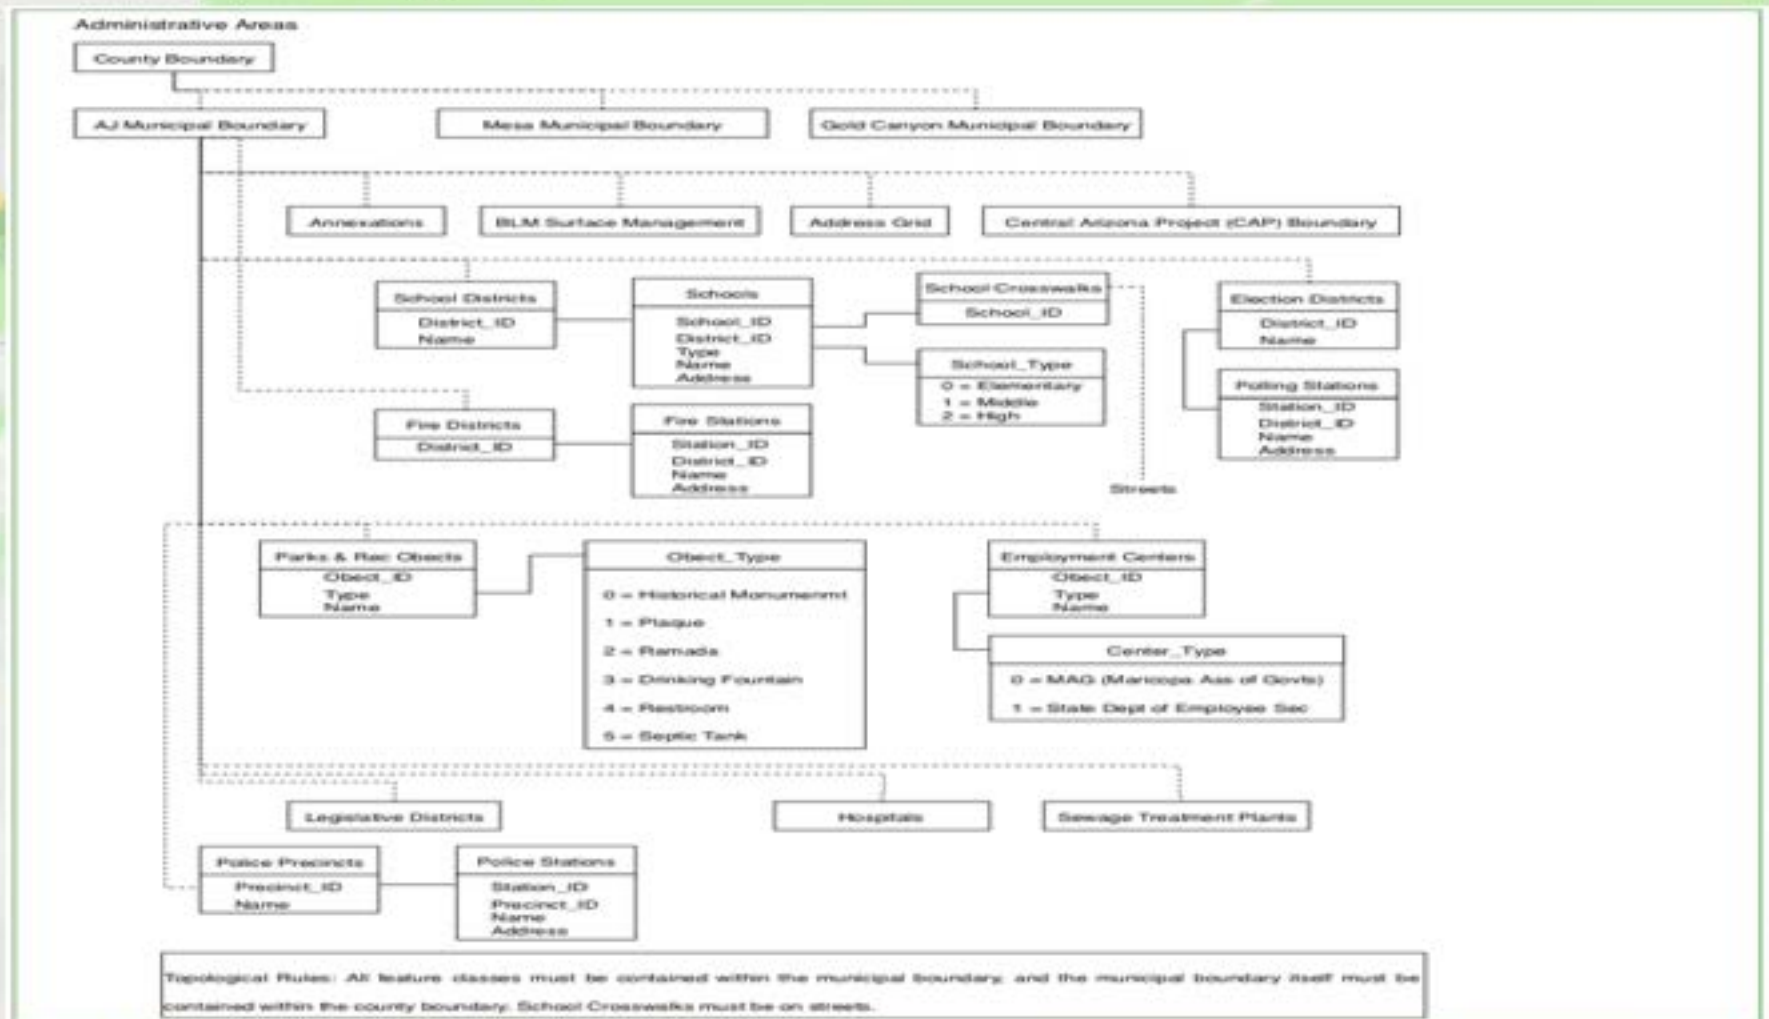 Administrative Areas
County Boundary
AJ Municipal Boundary
Mesa Municipal Boundary
Gold Canyon Municipal Boundary
Annexations
BLM Surface Management
Address Grid
Central Arizona Project (CAP) Boundary
School Districts
District_ID
Name
Schools
School_ID
District_ID
Type
Name
Address
School Crosswalks
School_ID
School_Type
0 = Elementary
1 = Middle
2 = High
Election Districts
District_ID
Name
Polling Stations
Station_ID
District_ID
Name
Address
Fire Districts
District_ID
Fire Stations
Station_ID
District_ID
Name
Address
Streets
Parks & Rec Obects
Obect_ID
Type
Name
Obect_Type
0 = Historical Monumenmt
1 = Plaque
2 = Ramada
3 = Drinking Fountain
4 = Restroom
5 = Septic Tank
Employment Centers
Obect_ID
Type
Name
Center_Type
0 = MAG (Maricopa Ass of Govts)
1 = State Dept of Employee Sec
Legislative Districts
Hospitals
Sewage Treatment Plants
Police Precincts
Precinct_ID
Name
Police Stations
Station_ID
Precinct_ID
Name
Address
Topological Rules: All feature classes must be contained within the municipal boundary, and the municipal boundary itself must be
contained within the county boundary. School Crosswalks must be on streets.